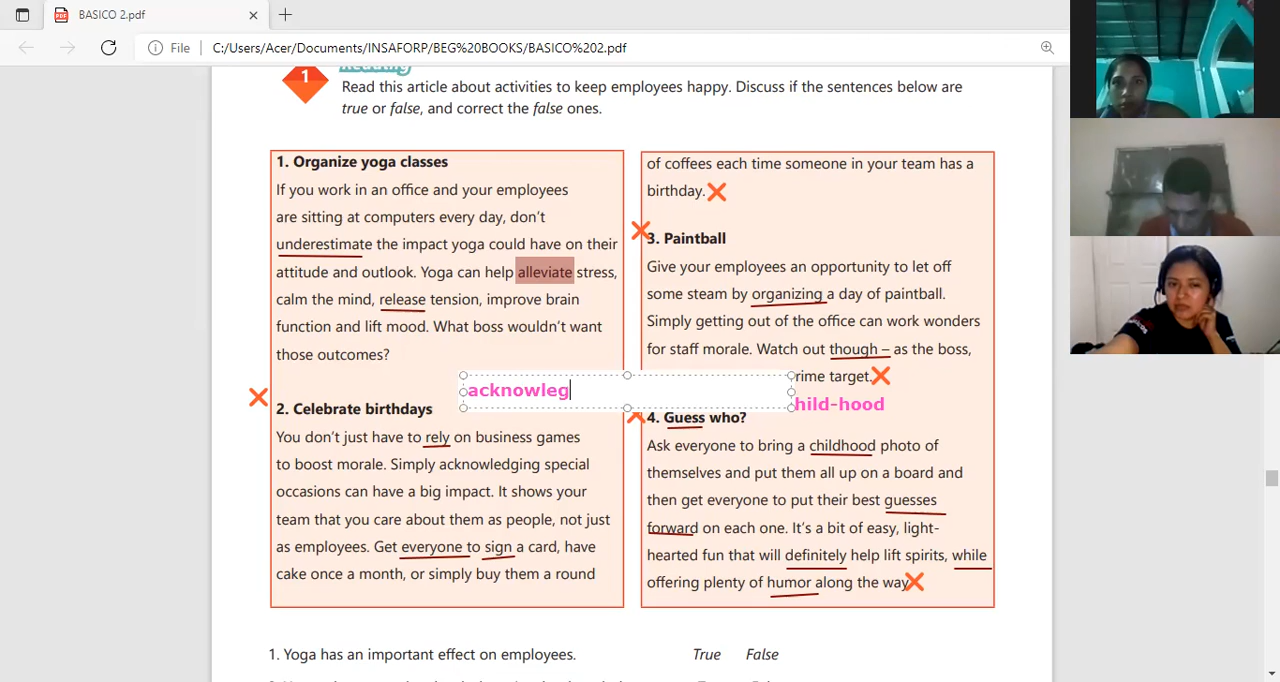 BASICO 2.pdf
File
C:/Users/Acer/Documents/INSAFORP/BEG%20BOOKS/BASICO%202.pdf
1
Reading
Read this article about activities to keep employees happy. Discuss if the sentences below are
true or false, and correct the false ones.
1. Organize yoga classes
If you work in an office and your employees
are sitting at computers every day, don't
underestimate the impact yoga could have on their
attitude and outlook. Yoga can help alleviate stress,
calm the mind, release tension, improve brain
function and lift mood. What boss wouldn't want
those outcomes?
2. Celebrate birthdays
You don't just have to rely on business games
to boost morale. Simply acknowledging special
occasions can have a big impact. It shows your
team that you care about them as people, not just
as employees. Get everyone to sign a card, have
cake once a month, or simply buy them a round
of coffees each time someone in your team has a
birthday.
3. Paintball
Give your employees an opportunity to let off
some steam by organizing a day of paintball.
Simply getting out of the office can work wonders
for staff morale. Watch out though – as the boss,
rime target.
acknowleg
hild-hood
4. Guess who?
Ask everyone to bring a childhood photo of
themselves and put them all up on a board and
then get everyone to put their best guesses
forward on each one. It's a bit of easy, light-
hearted fun that will definitely help lift spirits, while
offering plenty of humor along the way
1. Yoga has an important effect on employees.
True False